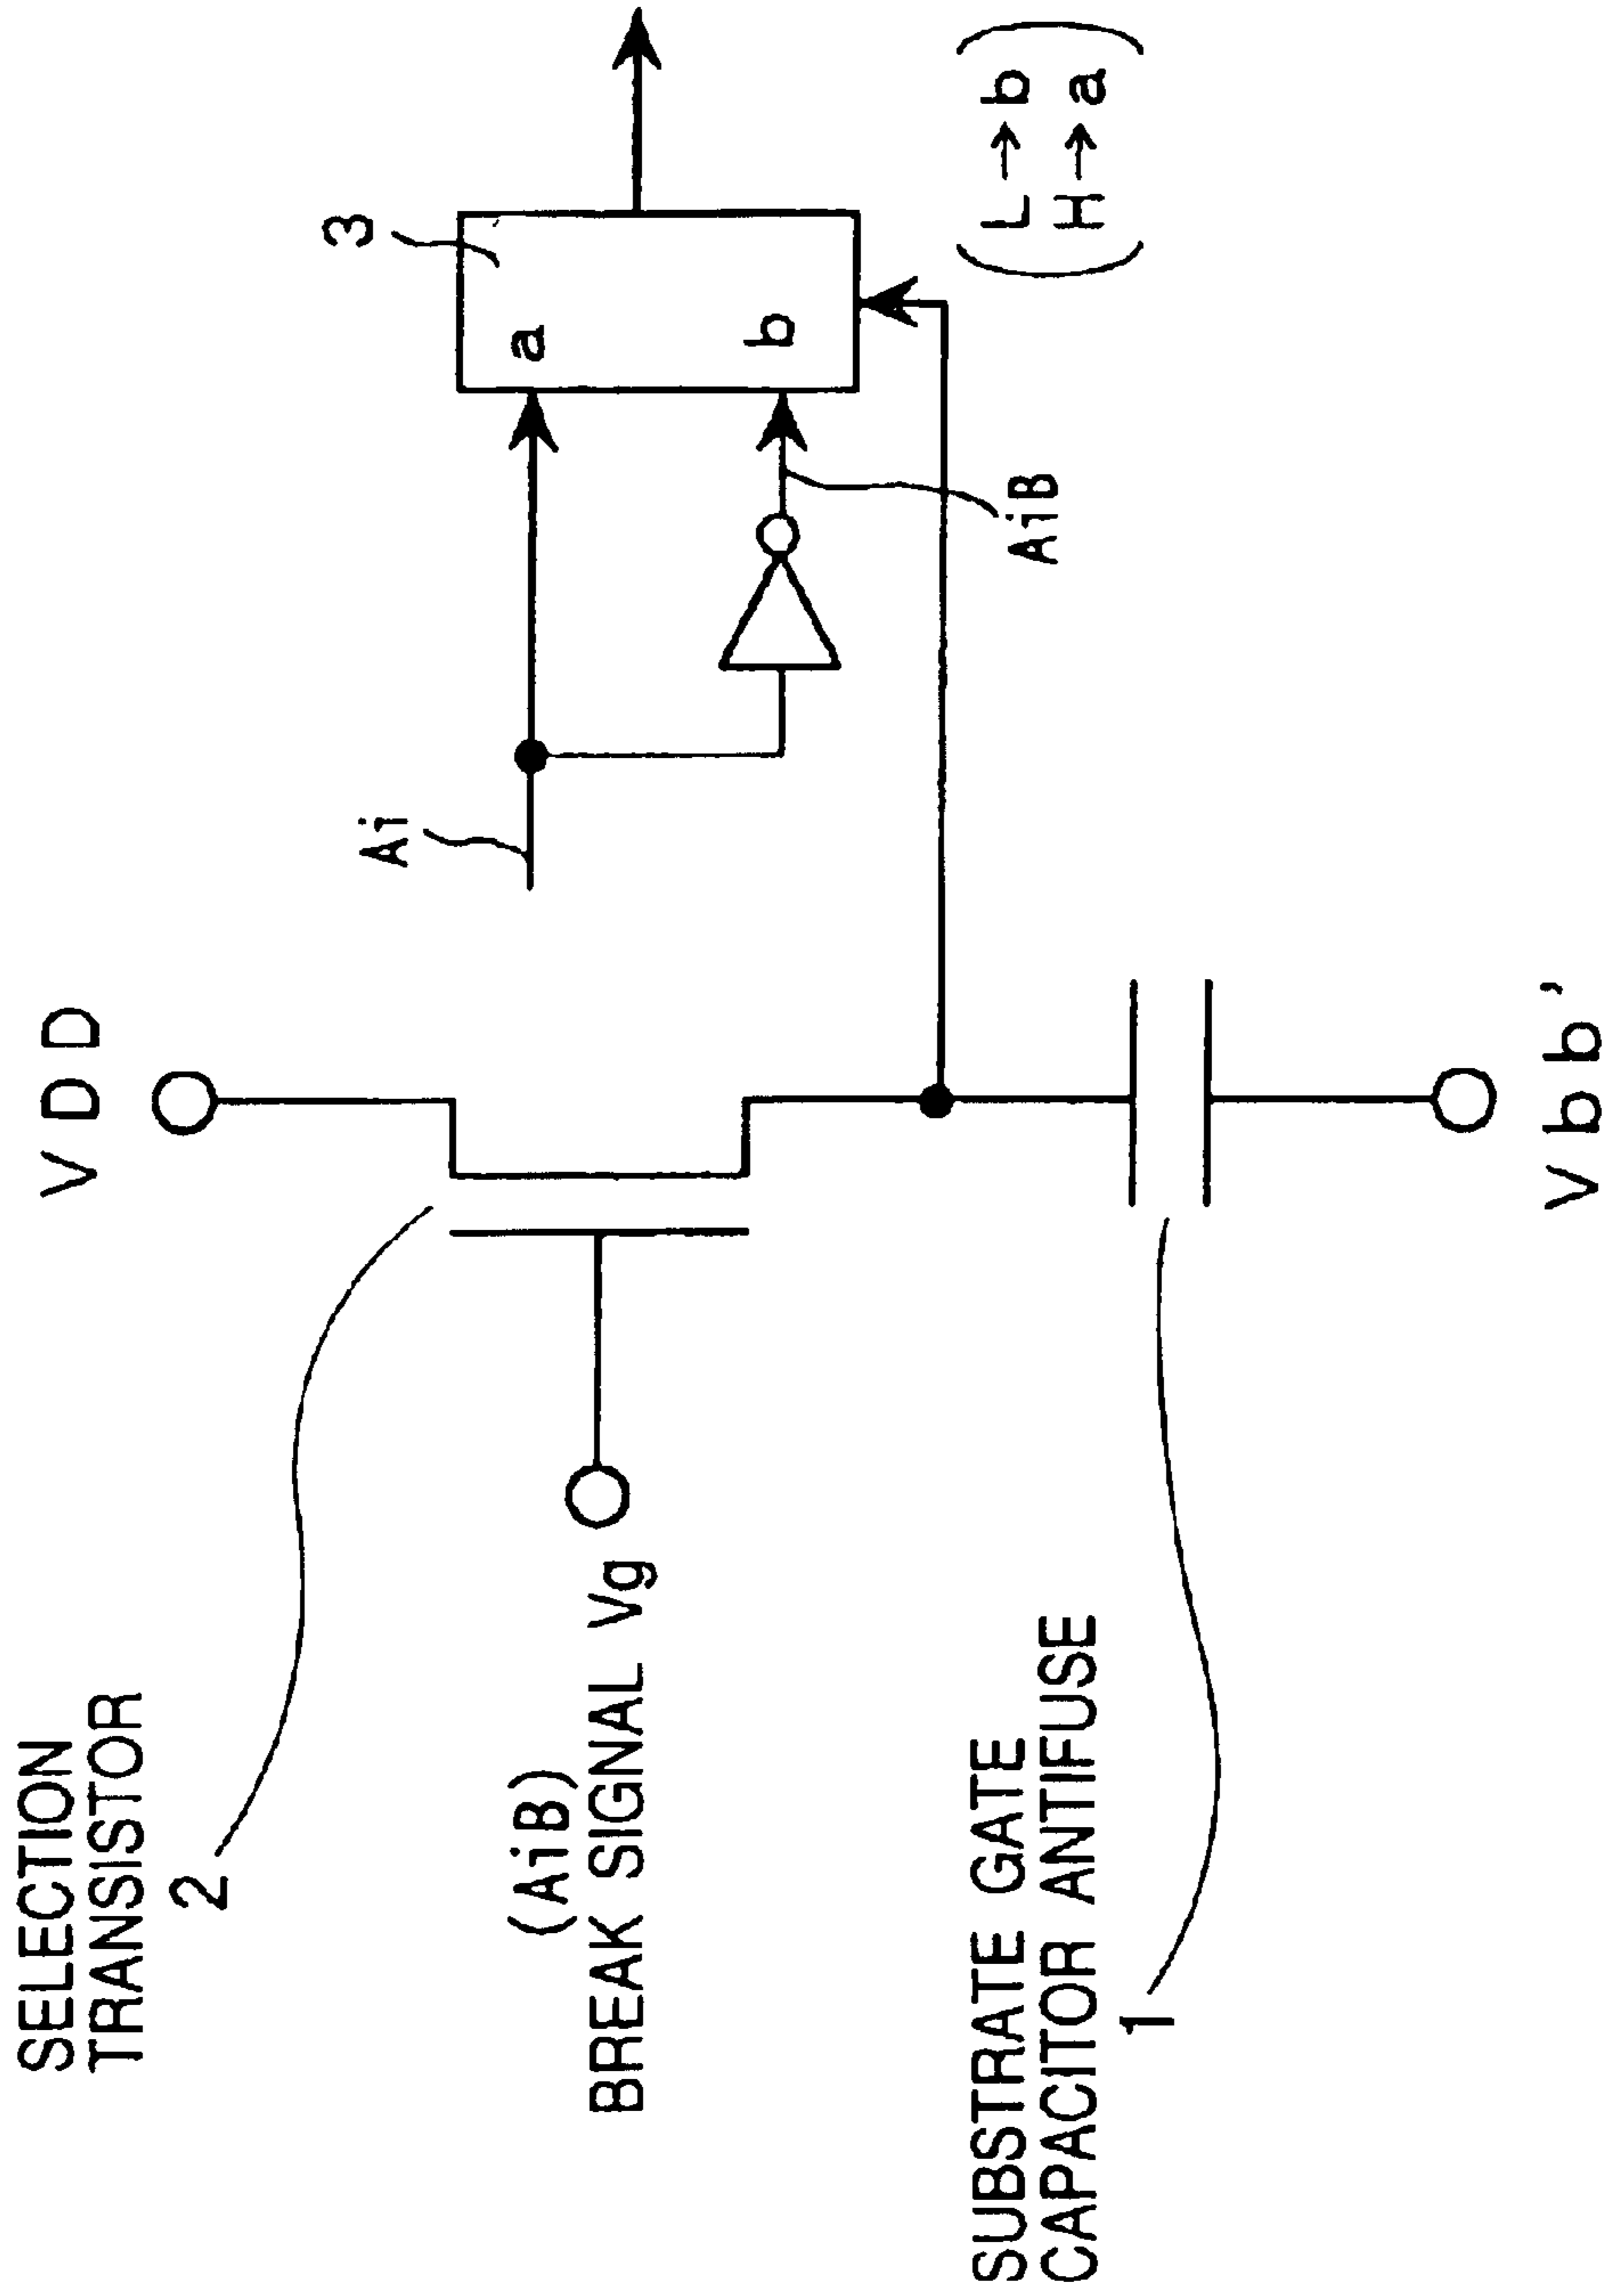 SELECTION
TRANSISTOR
2
VDD
Ai
3
a
b
AiB
(L→b
H→a)
(AiB)
BREAK SIGNAL Vg
SUBSTRATE GATE
CAPACITOR ANTIFUSE
1
Vbb'